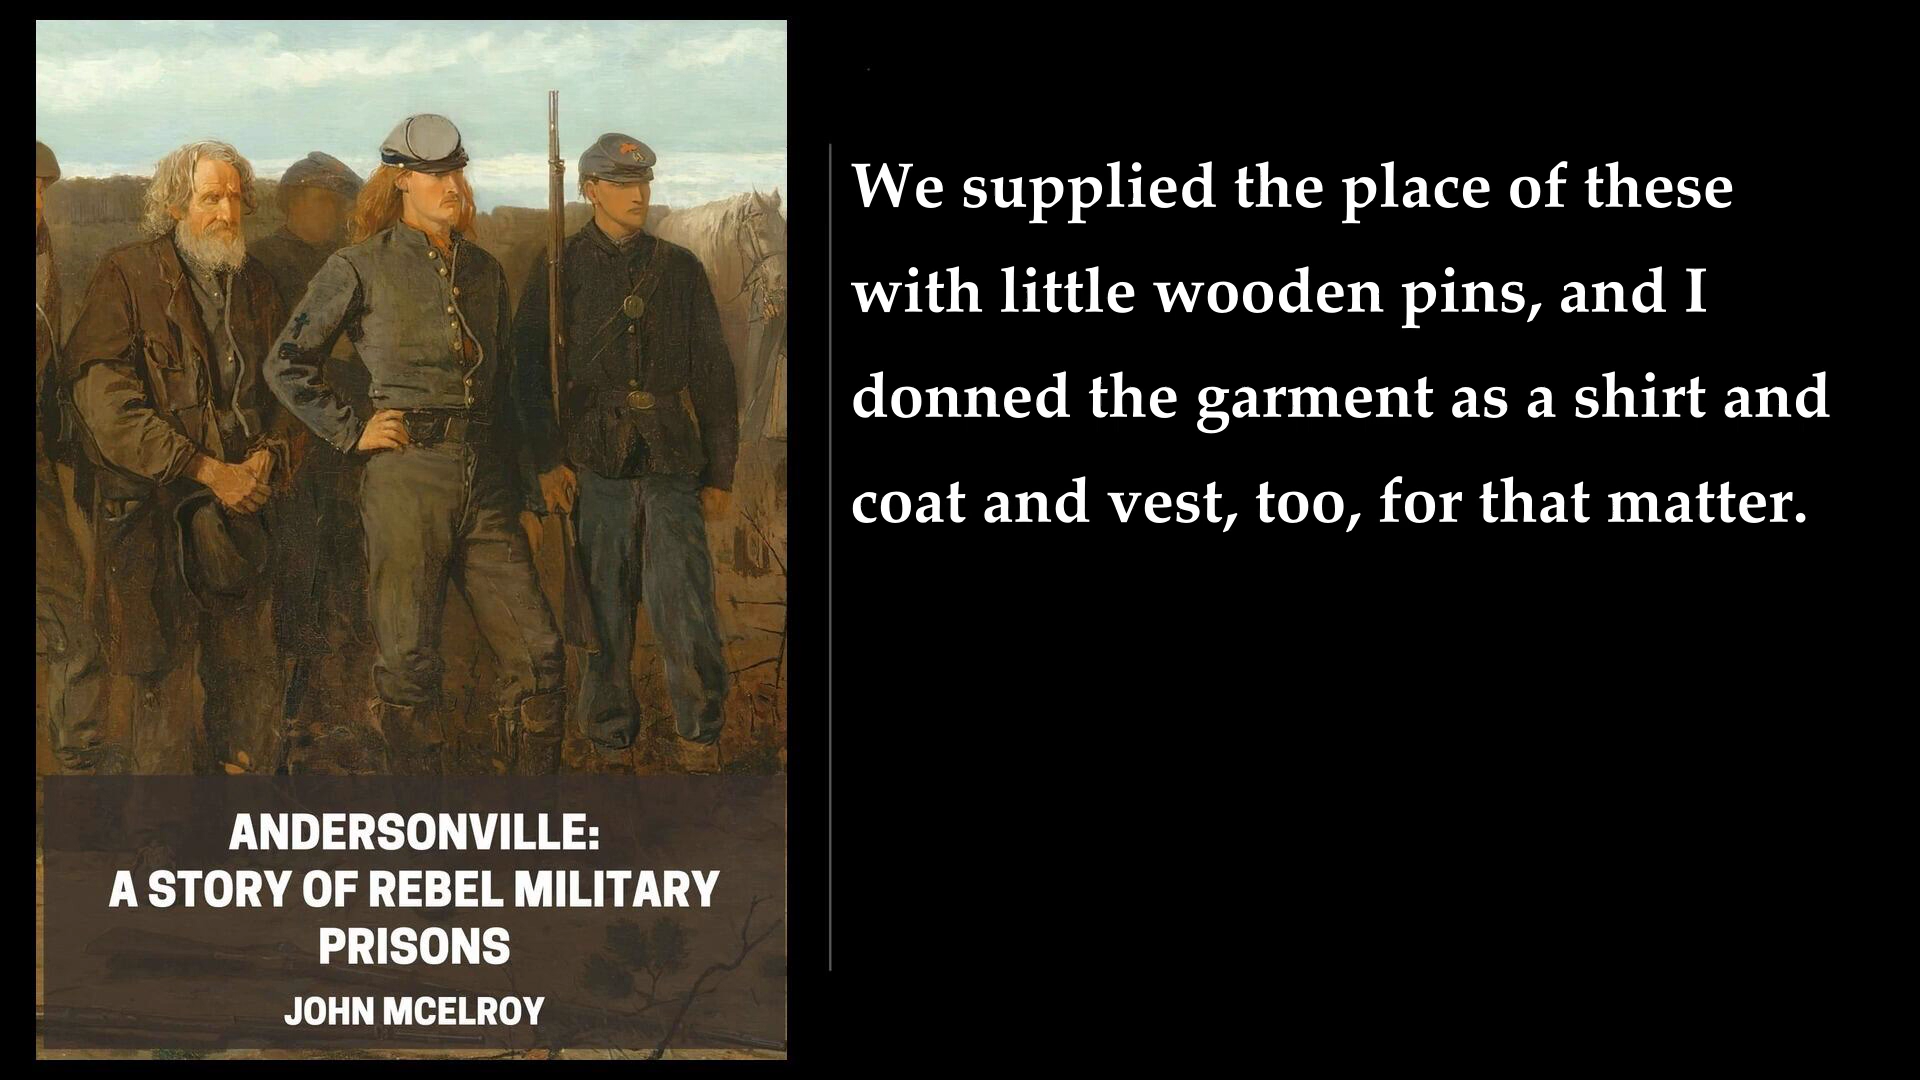 We supplied the place of these
with little wooden pins, and I
donned the garment as a shirt and
coat and vest, too, for that matter.
ANDERSONVILLE:
A STORY OF REBEL MILITARY
PRISONS
JOHN MCELROY